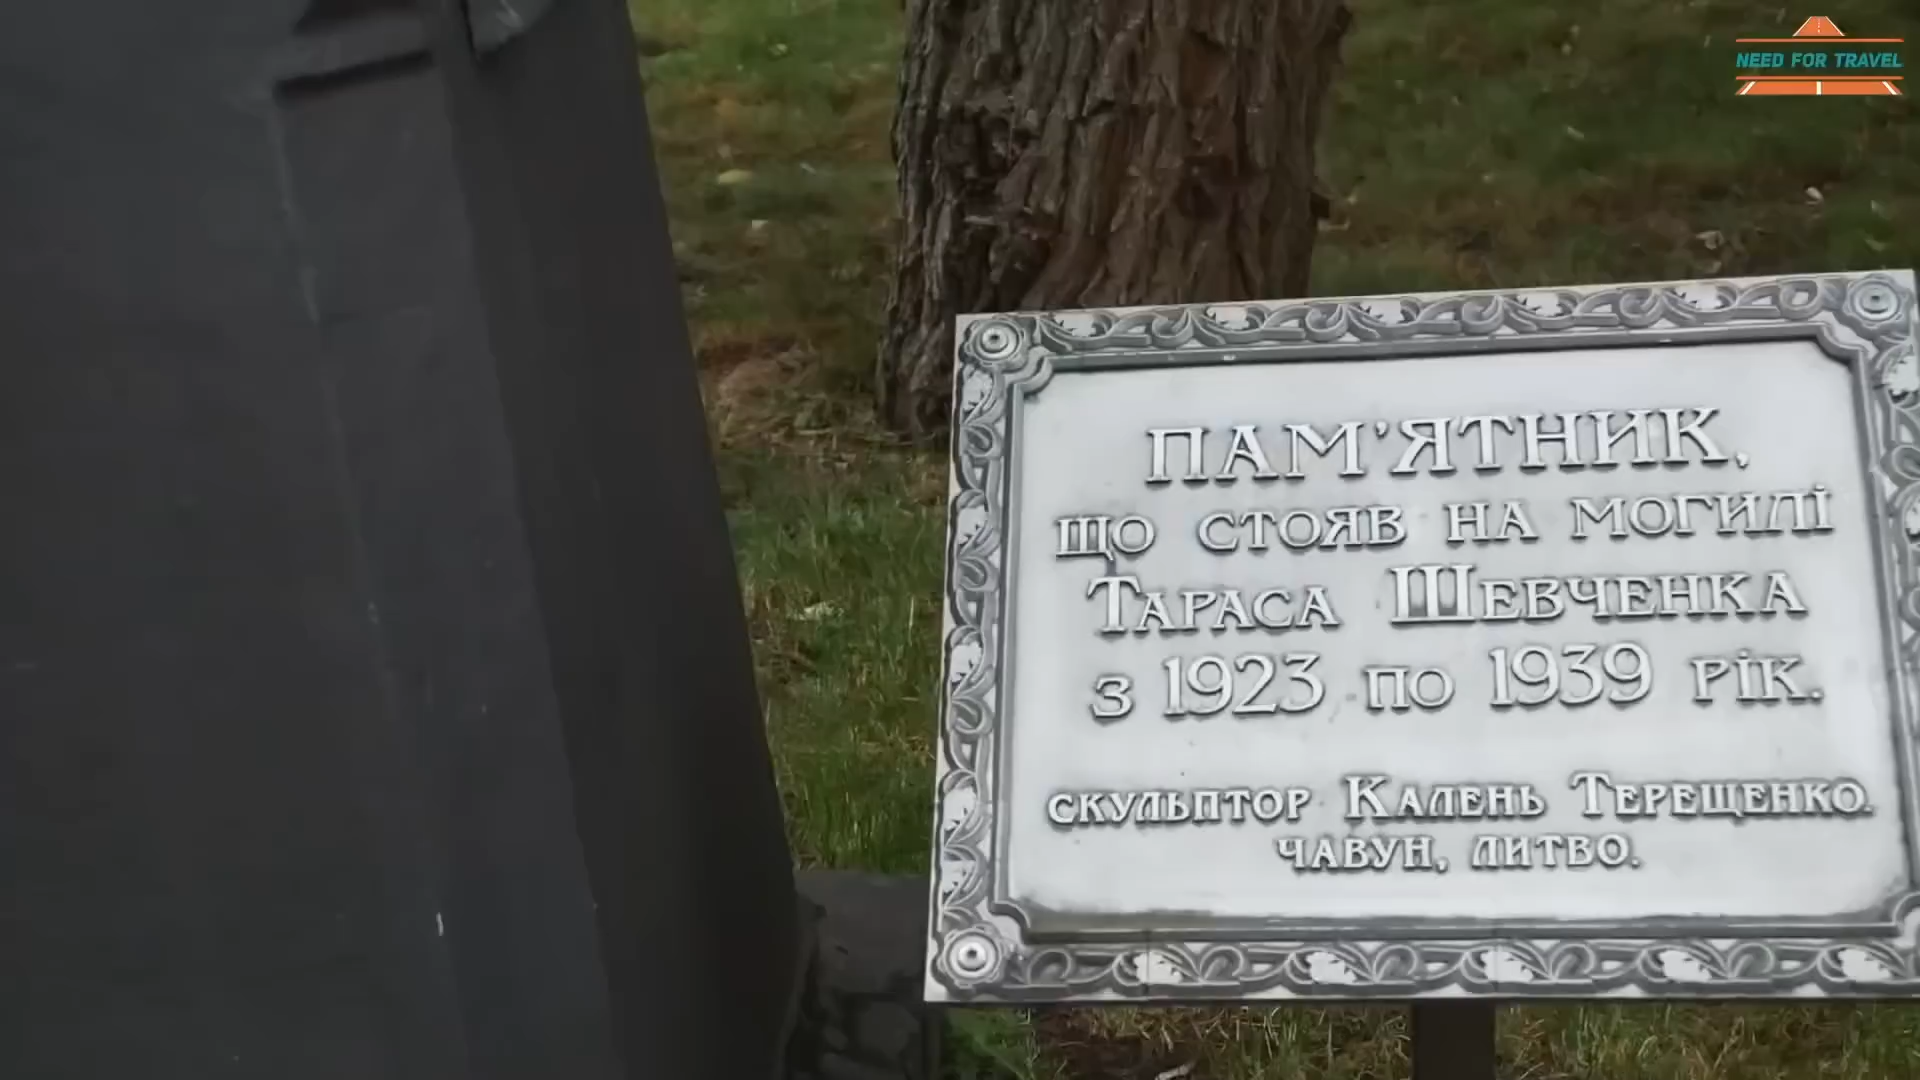 NEED FOR TRAVEL
ПАМ'ЯТНИК,
ЩО СТОЯВ НА МОГИЛІ
ТАРАСА ШЕВЧЕНКА
З 1923 ПО 1939 РІК.
СКУЛЬПТОР КАЛЕНЬ ТЕРЕЩЕНКО.
ЧАВУН, ЛИТВО.